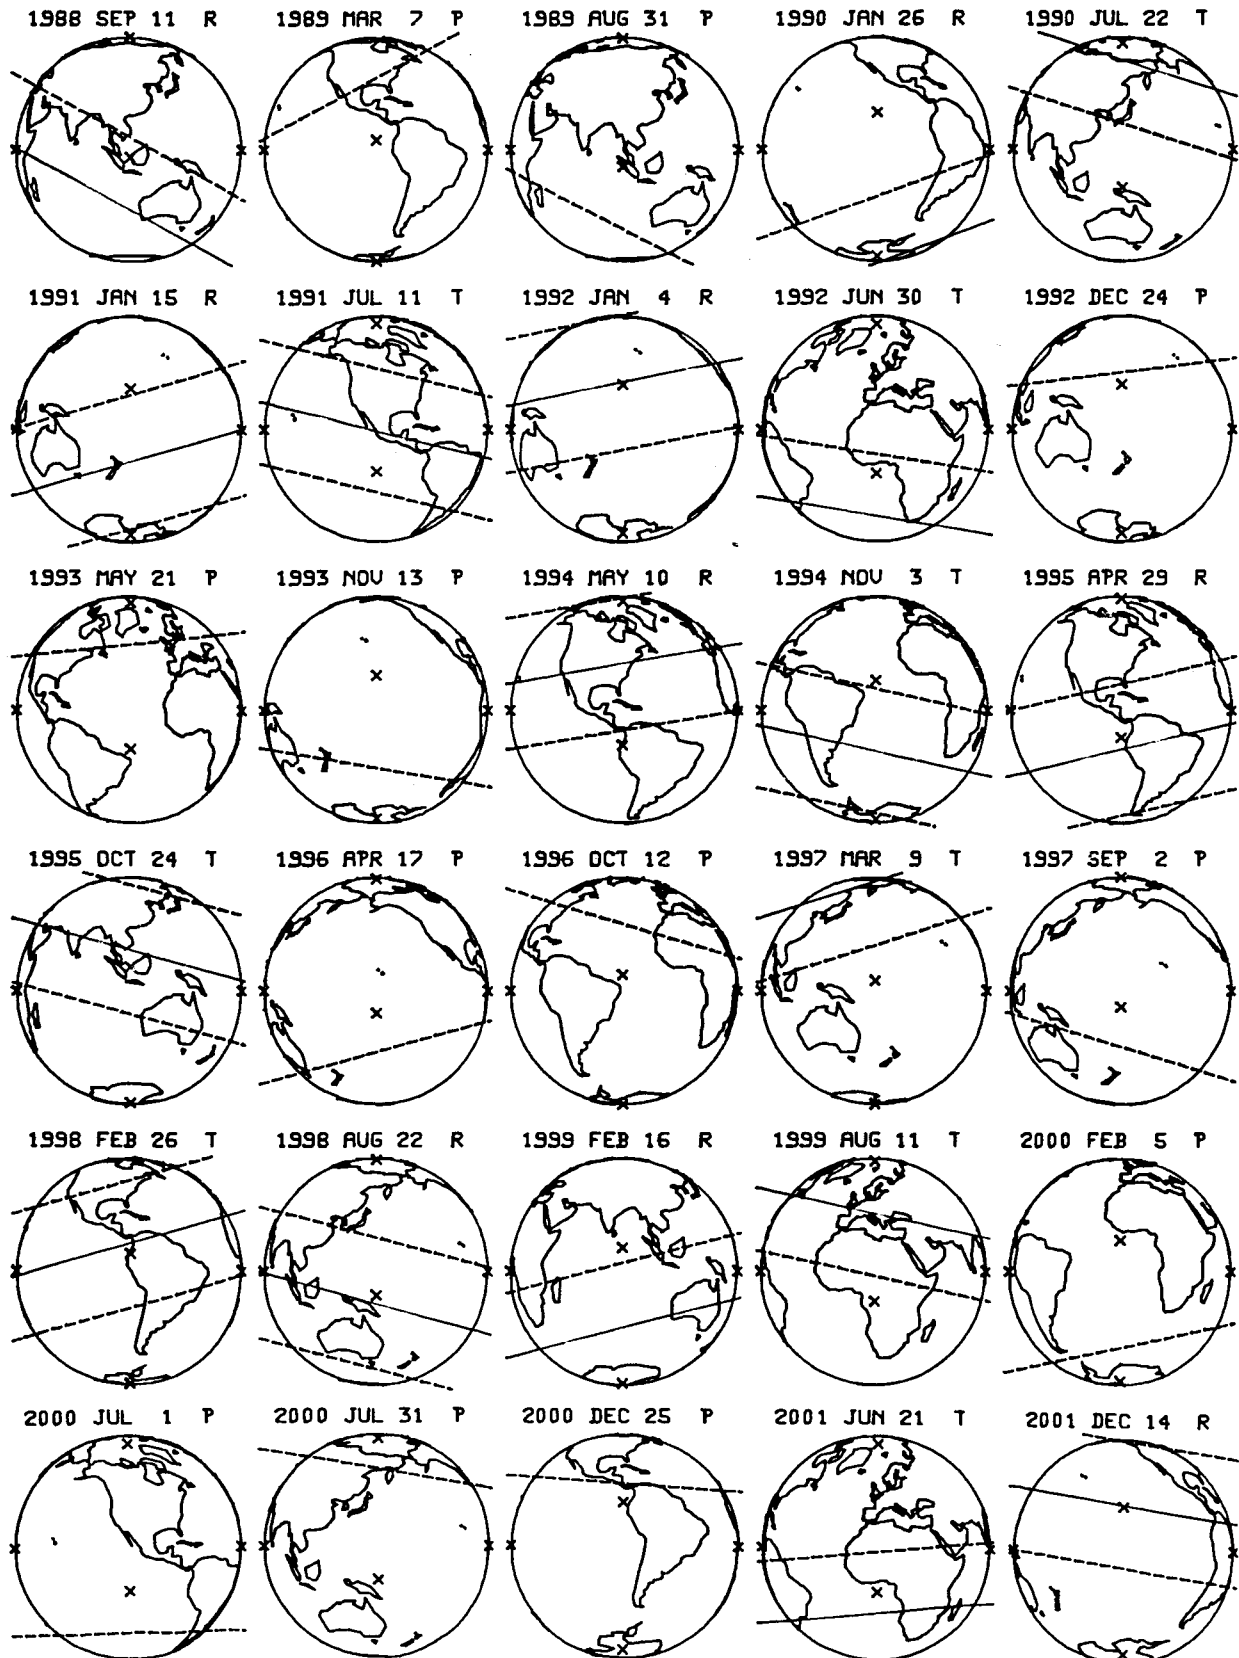 1988 SEP 11 R 1989 MAR 7 P 1989 AUG 31 P 1990 JAN 26 R 1990 JUL 22 T
1991 JAN 15 R 1991 JUL 11 T 1992 JAN 4 R 1992 JUN 30 T 1992 DEC 24 P
1993 MAY 21 P 1993 NOV 13 P 1994 MAY 10 R 1994 NOV 3 T 1995 APR 29 R
1995 OCT 24 T 1996 APR 17 P 1996 OCT 12 P 1997 MAR 9 T 1997 SEP 2 P
1998 FEB 26 T 1998 AUG 22 R 1999 FEB 16 R 1999 AUG 11 T 2000 FEB 5 P
2000 JUL 1 P 2000 JUL 31 P 2000 DEC 25 P 2001 JUN 21 T 2001 DEC 14 R